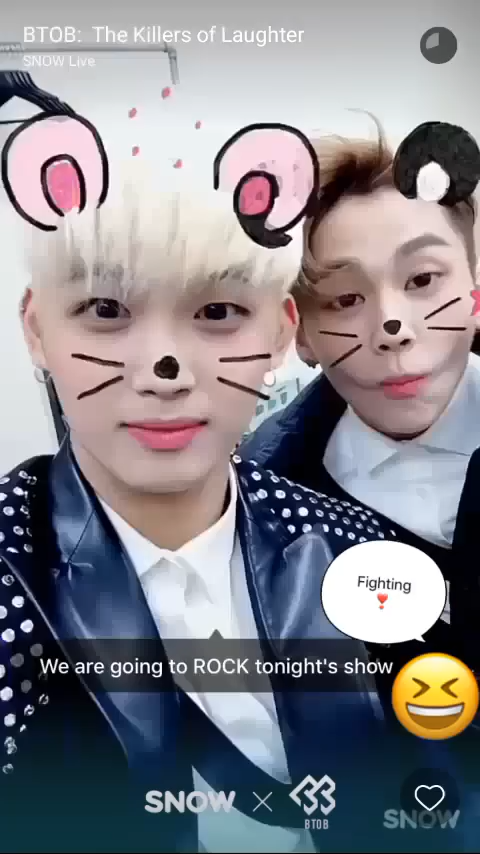 BTOB: The Killers of Laughter
SNOW Live
Fighting
We are going to ROCK tonight's show
SNOW
BTOB
SNOW